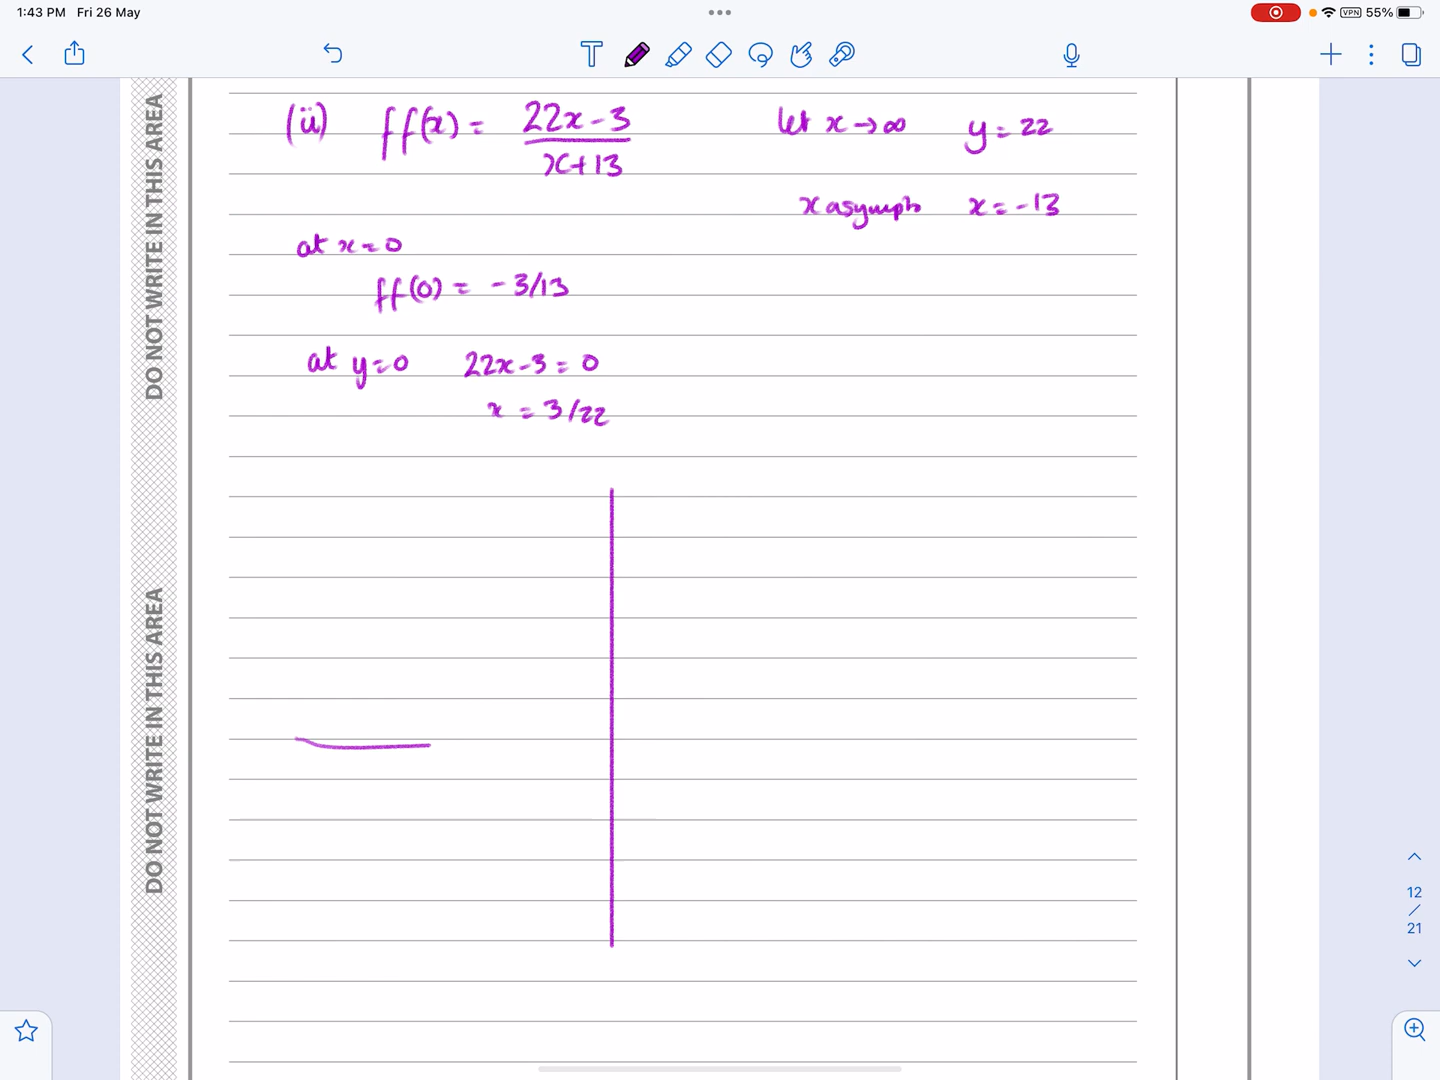 1:43 PM Fri 26 May
VPN 55%
DO NOT WRITE IN THIS AREA
DO NOT WRITE IN THIS AREA
(ii) ff(x) = 22x-3 / x+13
let x→∞ y = 22
x asympt x = -13
at x = 0
ff(0) = -3/13
at y = 0 22x-3 = 0
x = 3/22
12
/
21